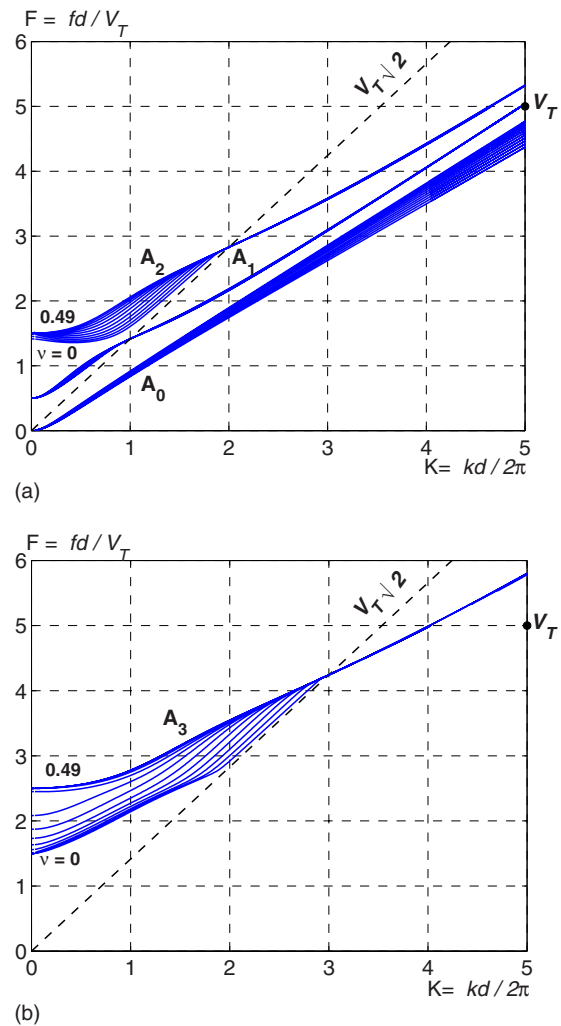 F = fd / V_T
6
5
4
3
2
1
0
V_T √2
V_T
A_2
A_1
0.49
ν = 0
A_0
0 1 2 3 4 5
K= kd / 2π
(a)
F = fd / V_T
6
5
4
3
2
1
0
V_T √2
V_T
A_3
0.49
ν = 0
0 1 2 3 4 5
K= kd / 2π
(b)